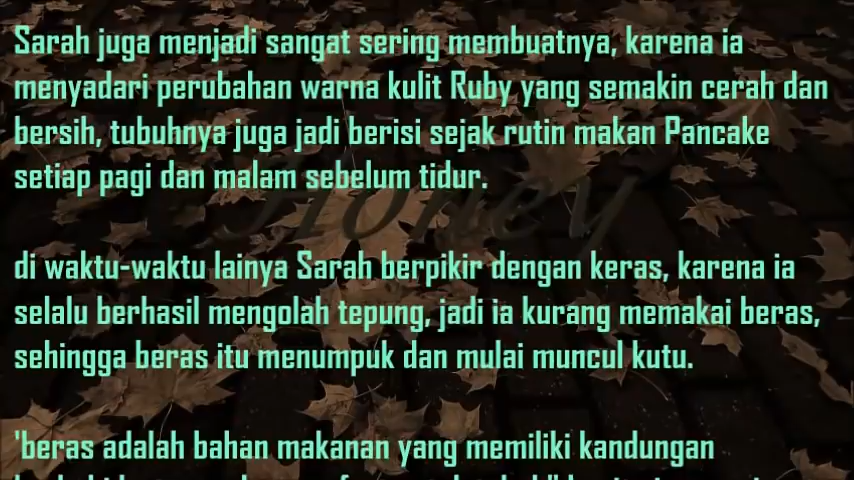 Sarah juga menjadi sangat sering membuatnya, karena ia
menyadari perubahan warna kulit Ruby yang semakin cerah dan
bersih, tubuhnya juga jadi berisi sejak rutin makan Pancake
setiap pagi dan malam sebelum tidur.
Honey
di waktu-waktu lainya Sarah berpikir dengan keras, karena ia
selalu berhasil mengolah tepung, jadi ia kurang memakai beras,
sehingga beras itu menumpuk dan mulai muncul kutu.
'beras adalah bahan makanan yang memiliki kandungan